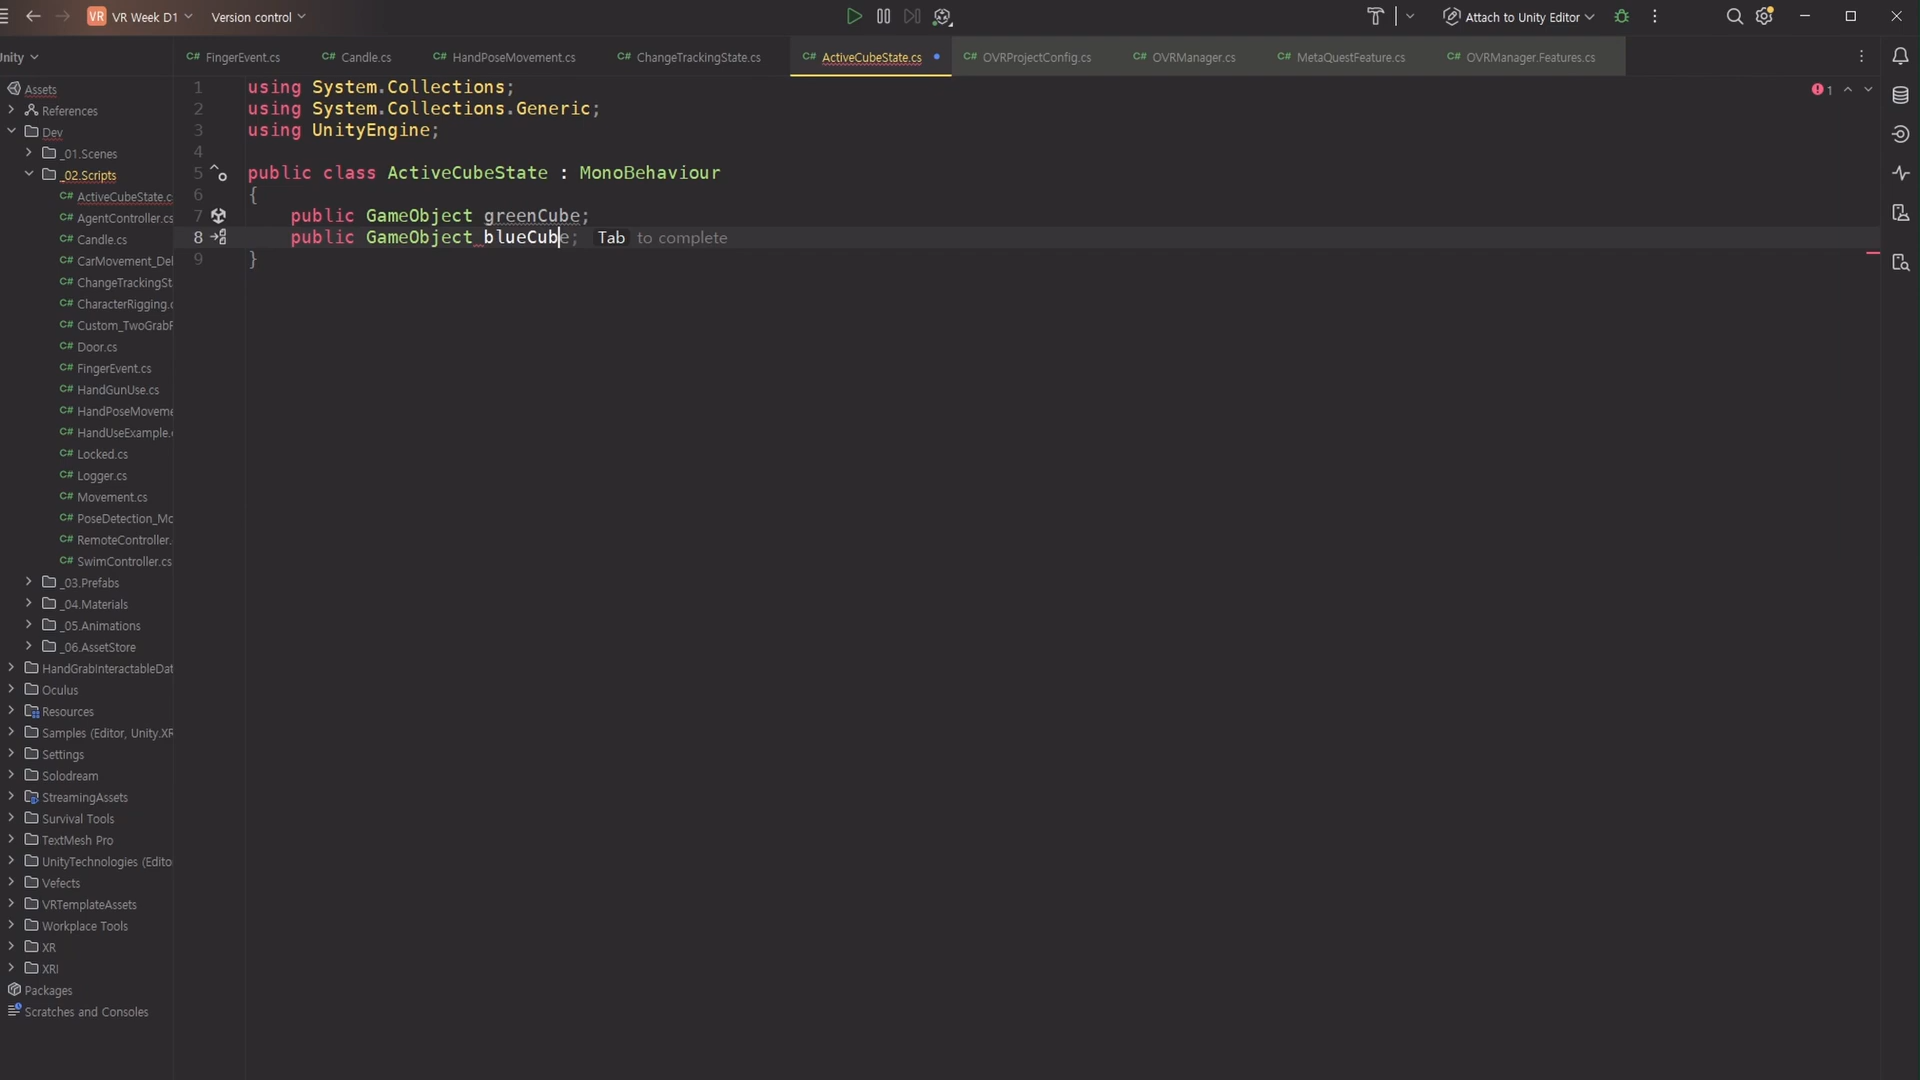 VR VR Week D1 Version control Attach to Unity Editor
Unity FingerEvent.cs Candle.cs HandPoseMovement.cs ChangeTrackingState.cs ActiveCubeState.cs OVRProjectConfig.cs OVRManager.cs MetaQuestFeature.cs OVRManager.Features.cs
Assets
References
Dev
_01.Scenes
_02.Scripts
C# ActiveCubeState.c
C# AgentController.cs
C# Candle.cs
C# CarMovement_Del
C# ChangeTrackingSt
C# CharacterRigging.c
C# Custom_TwoGrabF
C# Door.cs
C# FingerEvent.cs
C# HandGunUse.cs
C# HandPoseMoveme
C# HandUseExample.
C# Locked.cs
C# Logger.cs
C# Movement.cs
C# PoseDetection_Mo
C# RemoteController.
C# SwimController.cs
_03.Prefabs
_04.Materials
_05.Animations
_06.AssetStore
HandGrabInteractableDat
Oculus
Resources
Samples (Editor, Unity.XR
Settings
Solodream
StreamingAssets
Survival Tools
TextMesh Pro
UnityTechnologies (Edito
Vefects
VRTemplateAssets
Workplace Tools
XR
XRI
Packages
Scratches and Consoles
1 using System.Collections;
2 using System.Collections.Generic;
3 using UnityEngine;
4
5 public class ActiveCubeState : MonoBehaviour
6 {
7 public GameObject greenCube;
8 public GameObject blueCube; Tab to complete
9 }
1